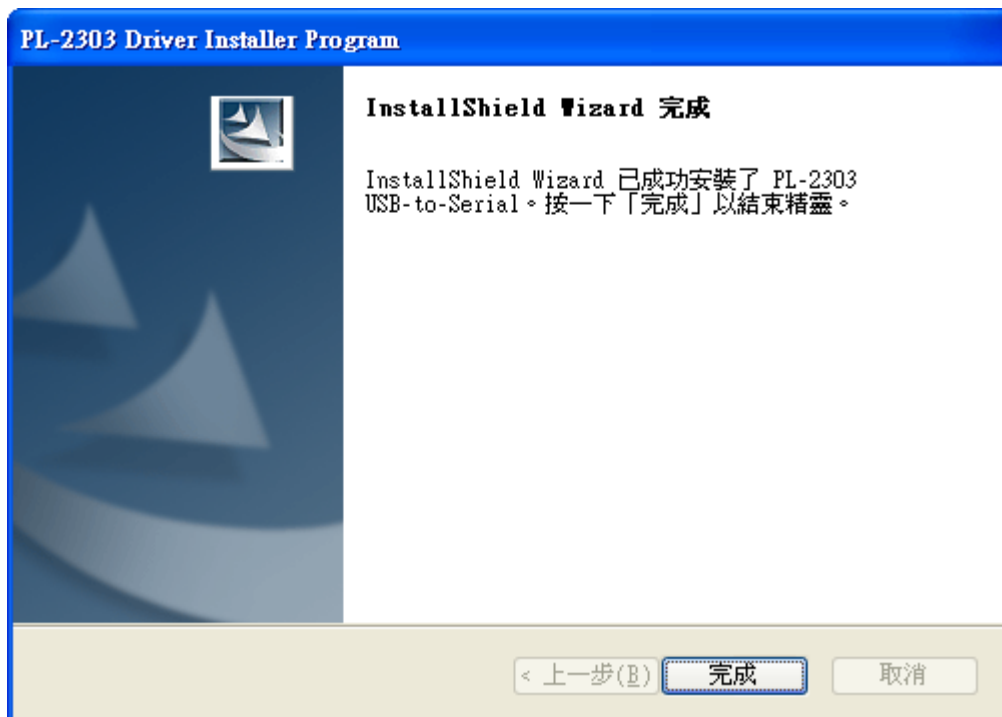 PL-2303 Driver Installer Program
InstallShield Wizard 完成
InstallShield Wizard 已成功安裝了 PL-2303
USB-to-Serial。按一下「完成」以結束精靈。
< 上一步(B) 完成 取消